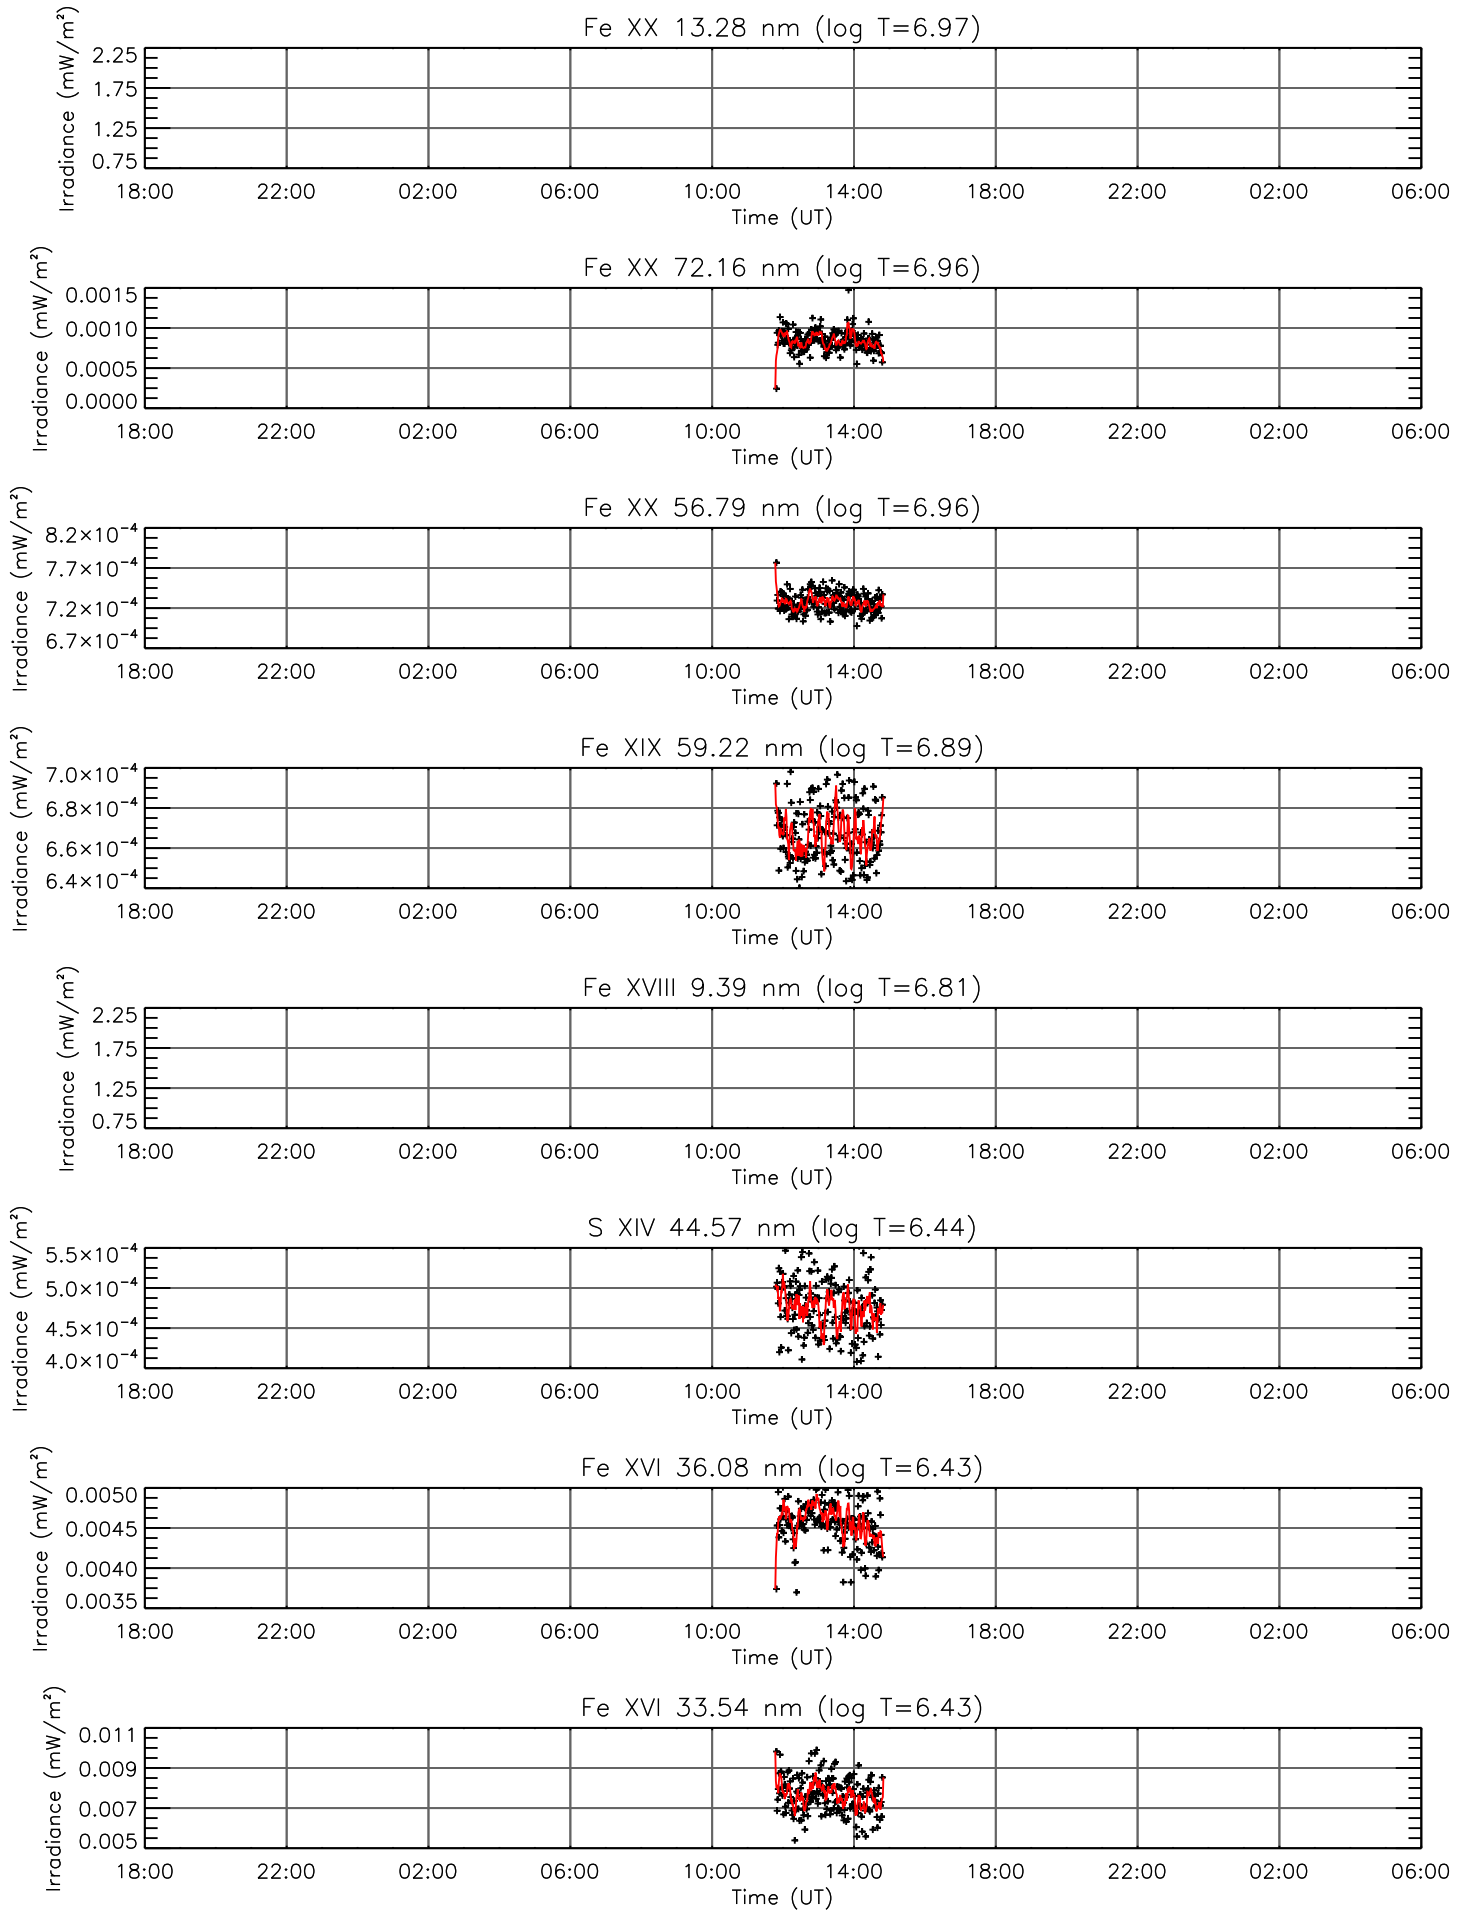 Fe XX 13.28 nm (log T=6.97)
Irradiance (mW/m²)
2.25
1.75
1.25
0.75
18:00 22:00 02:00 06:00 10:00 14:00 18:00 22:00 02:00 06:00
Time (UT)
Fe XX 72.16 nm (log T=6.96)
Irradiance (mW/m²)
0.0015
0.0010
0.0005
0.0000
18:00 22:00 02:00 06:00 10:00 14:00 18:00 22:00 02:00 06:00
Time (UT)
Fe XX 56.79 nm (log T=6.96)
Irradiance (mW/m²)
8.2×10⁻⁴
7.7×10⁻⁴
7.2×10⁻⁴
6.7×10⁻⁴
18:00 22:00 02:00 06:00 10:00 14:00 18:00 22:00 02:00 06:00
Time (UT)
Fe XIX 59.22 nm (log T=6.89)
Irradiance (mW/m²)
7.0×10⁻⁴
6.8×10⁻⁴
6.6×10⁻⁴
6.4×10⁻⁴
18:00 22:00 02:00 06:00 10:00 14:00 18:00 22:00 02:00 06:00
Time (UT)
Fe XVIII 9.39 nm (log T=6.81)
Irradiance (mW/m²)
2.25
1.75
1.25
0.75
18:00 22:00 02:00 06:00 10:00 14:00 18:00 22:00 02:00 06:00
Time (UT)
S XIV 44.57 nm (log T=6.44)
Irradiance (mW/m²)
5.5×10⁻⁴
5.0×10⁻⁴
4.5×10⁻⁴
4.0×10⁻⁴
18:00 22:00 02:00 06:00 10:00 14:00 18:00 22:00 02:00 06:00
Time (UT)
Fe XVI 36.08 nm (log T=6.43)
Irradiance (mW/m²)
0.0050
0.0045
0.0040
0.0035
18:00 22:00 02:00 06:00 10:00 14:00 18:00 22:00 02:00 06:00
Time (UT)
Fe XVI 33.54 nm (log T=6.43)
Irradiance (mW/m²)
0.011
0.009
0.007
0.005
18:00 22:00 02:00 06:00 10:00 14:00 18:00 22:00 02:00 06:00
Time (UT)